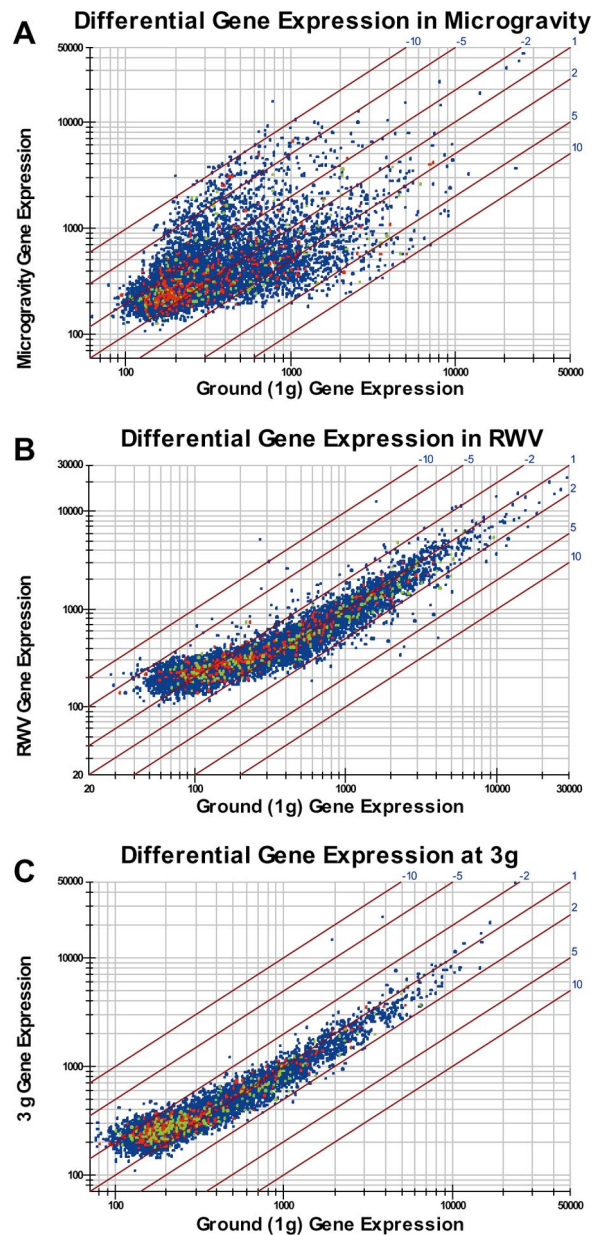 A
Differential Gene Expression in Microgravity
-10 -5 -2 1
2
5
10
50000
10000
1000
100
Microgravity Gene Expression
100 1000 10000 50000
Ground (1g) Gene Expression
B
Differential Gene Expression in RWV
-10 -5 -2 1
2
5
10
30000
10000
1000
100
20
RWV Gene Expression
20 100 1000 10000 30000
Ground (1g) Gene Expression
C
Differential Gene Expression at 3g
-10 -5 -2 1
2
5
10
50000
10000
1000
100
3 g Gene Expression
100 1000 10000 50000
Ground (1g) Gene Expression